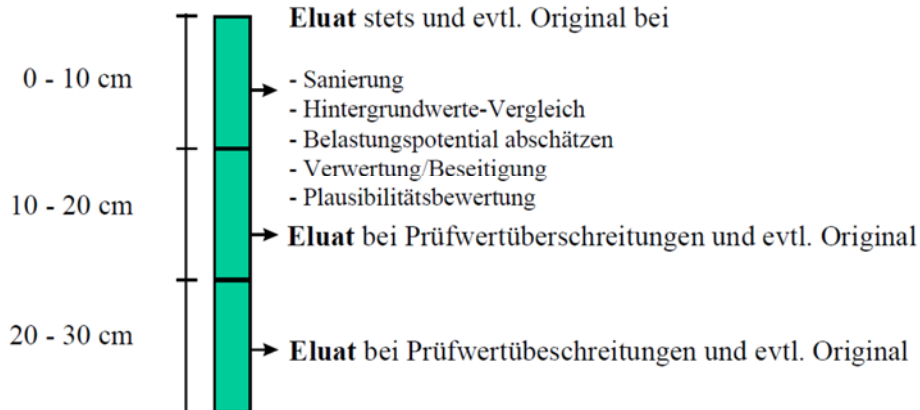 Eluat stets und evtl. Original bei
0 - 10 cm
- Sanierung
- Hintergrundwerte-Vergleich
- Belastungspotential abschätzen
- Verwertung/Beseitigung
- Plausibilitätsbewertung
10 - 20 cm
Eluat bei Prüfwertüberschreitungen und evtl. Original
20 - 30 cm
Eluat bei Prüfwertübeschreitungen und evtl. Original